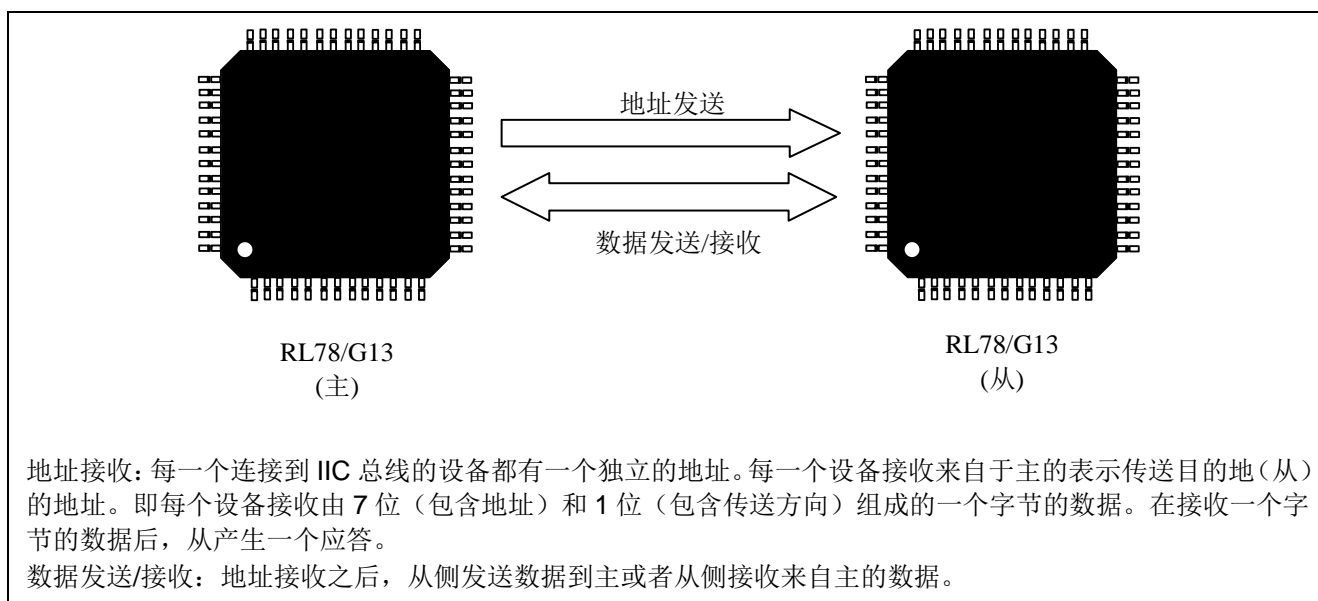 地址发送
数据发送/接收
RL78/G13
(主)
RL78/G13
(从)
地址接收：每一个连接到 IIC 总线的设备都有一个独立的地址。每一个设备接收来自于主的表示传送目的地（从）
的地址。即每个设备接收由 7 位（包含地址）和 1 位（包含传送方向）组成的一个字节的数据。在接收一个字
节的数据后，从产生一个应答。
数据发送/接收：地址接收之后，从侧发送数据到主或者从侧接收来自主的数据。